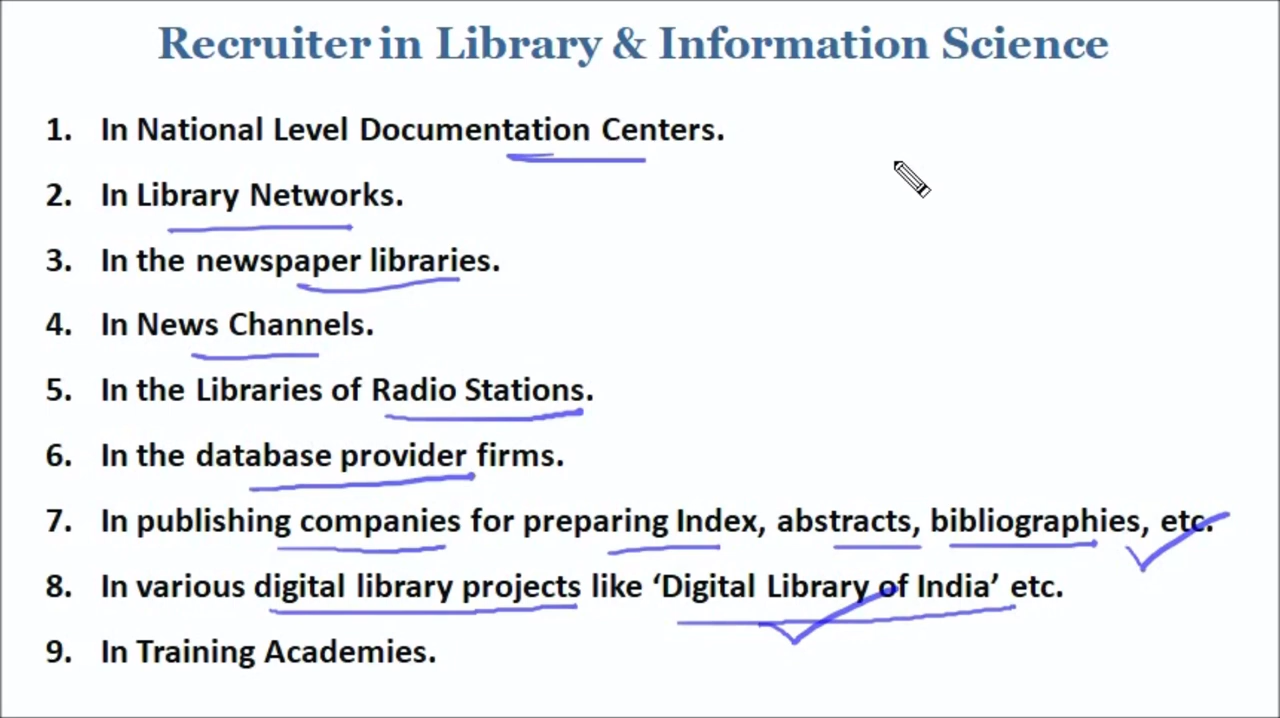 Recruiter in Library & Information Science
1. In National Level Documentation Centers.
2. In Library Networks.
3. In the newspaper libraries.
4. In News Channels.
5. In the Libraries of Radio Stations.
6. In the database provider firms.
7. In publishing companies for preparing Index, abstracts, bibliographies, etc.
8. In various digital library projects like ‘Digital Library of India’ etc.
9. In Training Academies.